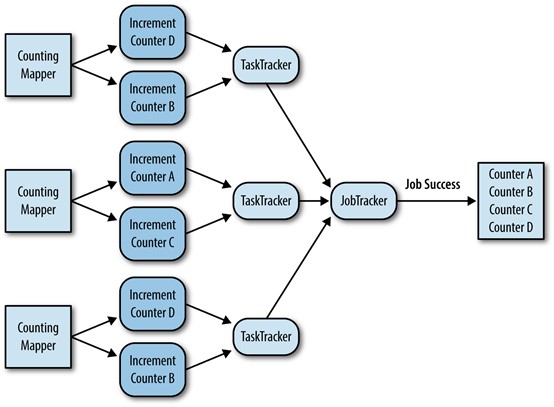 Counting
Mapper
Increment
Counter D
Increment
Counter B
TaskTracker
Counting
Mapper
Increment
Counter A
Increment
Counter C
TaskTracker
JobTracker
Job Success
Counter A
Counter B
Counter C
Counter D
Counting
Mapper
Increment
Counter D
Increment
Counter B
TaskTracker